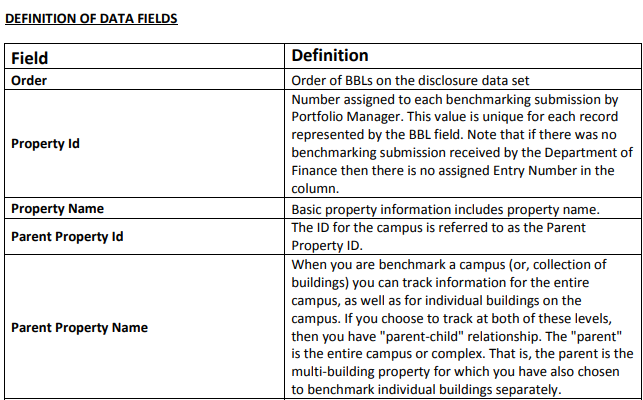 DEFINITION OF DATA FIELDS
Field
Definition
Order
Order of BBLs on the disclosure data set
Property Id
Number assigned to each benchmarking submission by
Portfolio Manager. This value is unique for each record
represented by the BBL field. Note that if there was no
benchmarking submission received by the Department of
Finance then there is no assigned Entry Number in the
column.
Property Name
Basic property information includes property name.
Parent Property Id
The ID for the campus is referred to as the Parent
Property ID.
Parent Property Name
When you are benchmark a campus (or, collection of
buildings) you can track information for the entire
campus, as well as for individual buildings on the
campus. If you choose to track at both of these levels,
then you have "parent-child" relationship. The "parent"
is the entire campus or complex. That is, the parent is the
multi-building property for which you have also chosen
to benchmark individual buildings separately.